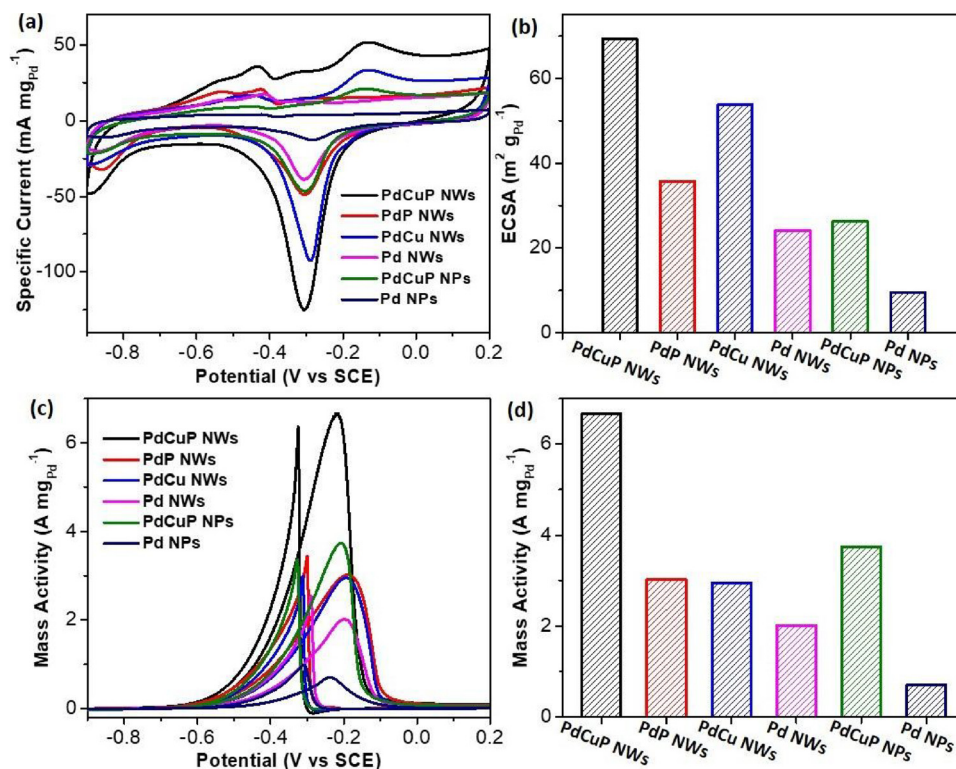 (a)
Specific Current (mA mg_Pd^-1)
50
0
-50
-100
-0.8
-0.6
-0.4
-0.2
0.0
0.2
Potential (V vs SCE)
PdCuP NWs
PdP NWs
PdCu NWs
Pd NWs
PdCuP NPs
Pd NPs
(b)
ECSA (m^2 g_Pd^-1)
60
40
20
0
PdCuP NWs
PdP NWs
PdCu NWs
Pd NWs
PdCuP NPs
Pd NPs
(c)
Mass Activity (A mg_Pd^-1)
6
4
2
0
-0.8
-0.6
-0.4
-0.2
0.0
0.2
Potential (V vs SCE)
PdCuP NWs
PdP NWs
PdCu NWs
Pd NWs
PdCuP NPs
Pd NPs
(d)
Mass Activity (A mg_Pd^-1)
6
4
2
0
PdCuP NWs
PdP NWs
PdCu NWs
Pd NWs
PdCuP NPs
Pd NPs